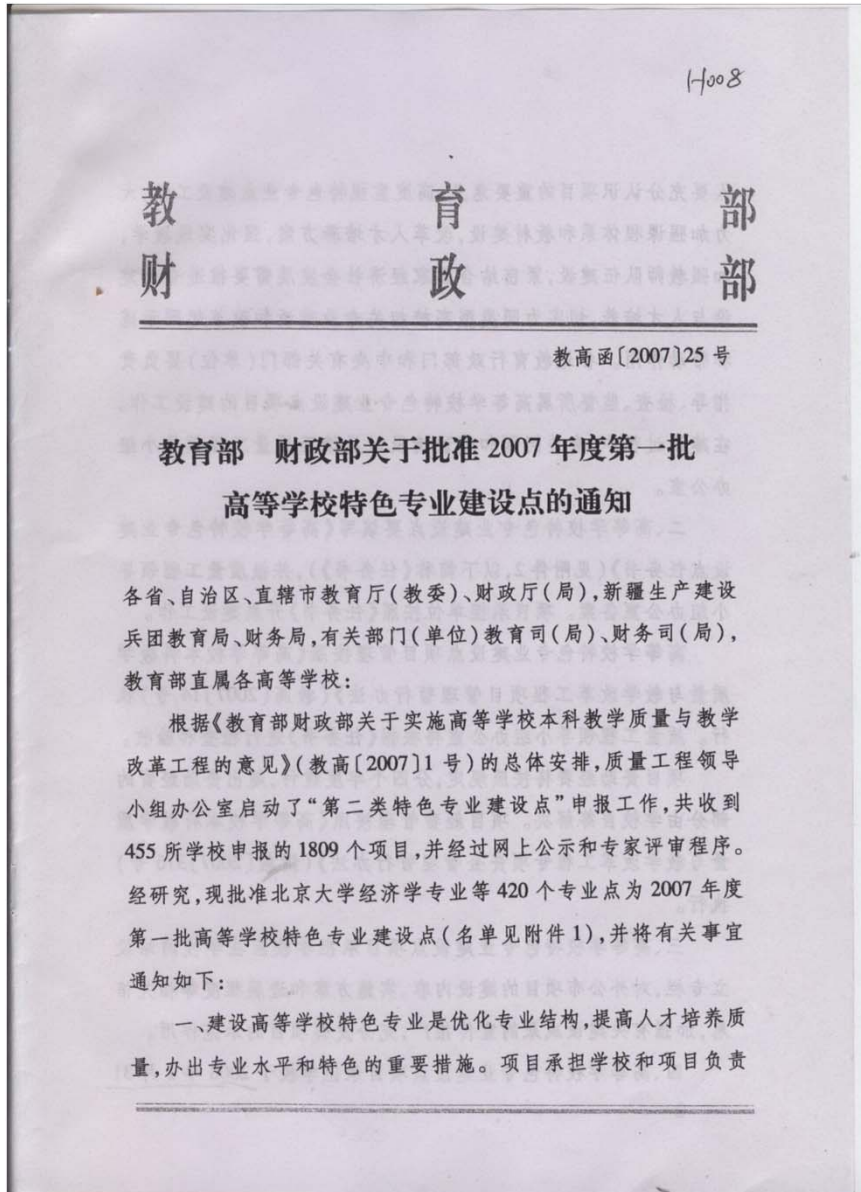 H008
教育部
财政部
教高函〔2007〕25号
教育部 财政部关于批准2007年度第一批
高等学校特色专业建设点的通知
各省、自治区、直辖市教育厅(教委)、财政厅(局),新疆生产建设
兵团教育局、财务局,有关部门(单位)教育司(局)、财务司(局),
教育部直属各高等学校:
根据《教育部财政部关于实施高等学校本科教学质量与教学
改革工程的意见》(教高〔2007〕1号)的总体安排,质量工程领导
小组办公室启动了“第二类特色专业建设点”申报工作,共收到
455所学校申报的1809个项目,并经过网上公示和专家评审程序。
经研究,现批准北京大学经济学专业等420个专业点为2007年度
第一批高等学校特色专业建设点(名单见附件1),并将有关事宜
通知如下:
一、建设高等学校特色专业是优化专业结构,提高人才培养质
量,办出专业水平和特色的重要措施。项目承担学校和项目负责